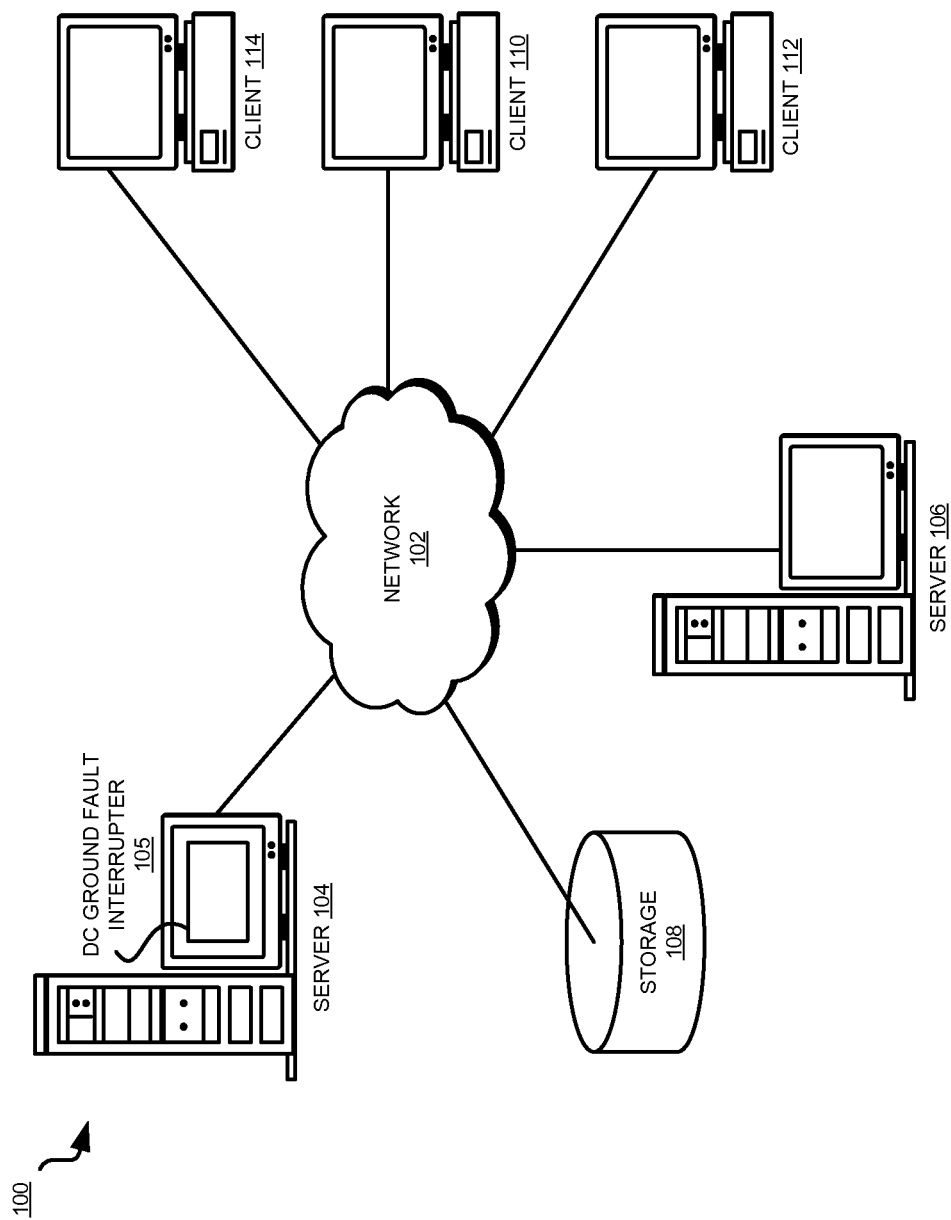 100
DC GROUND FAULT
INTERRUPTER
105
SERVER 104
STORAGE
108
NETWORK
102
SERVER 106
CLIENT 114
CLIENT 110
CLIENT 112